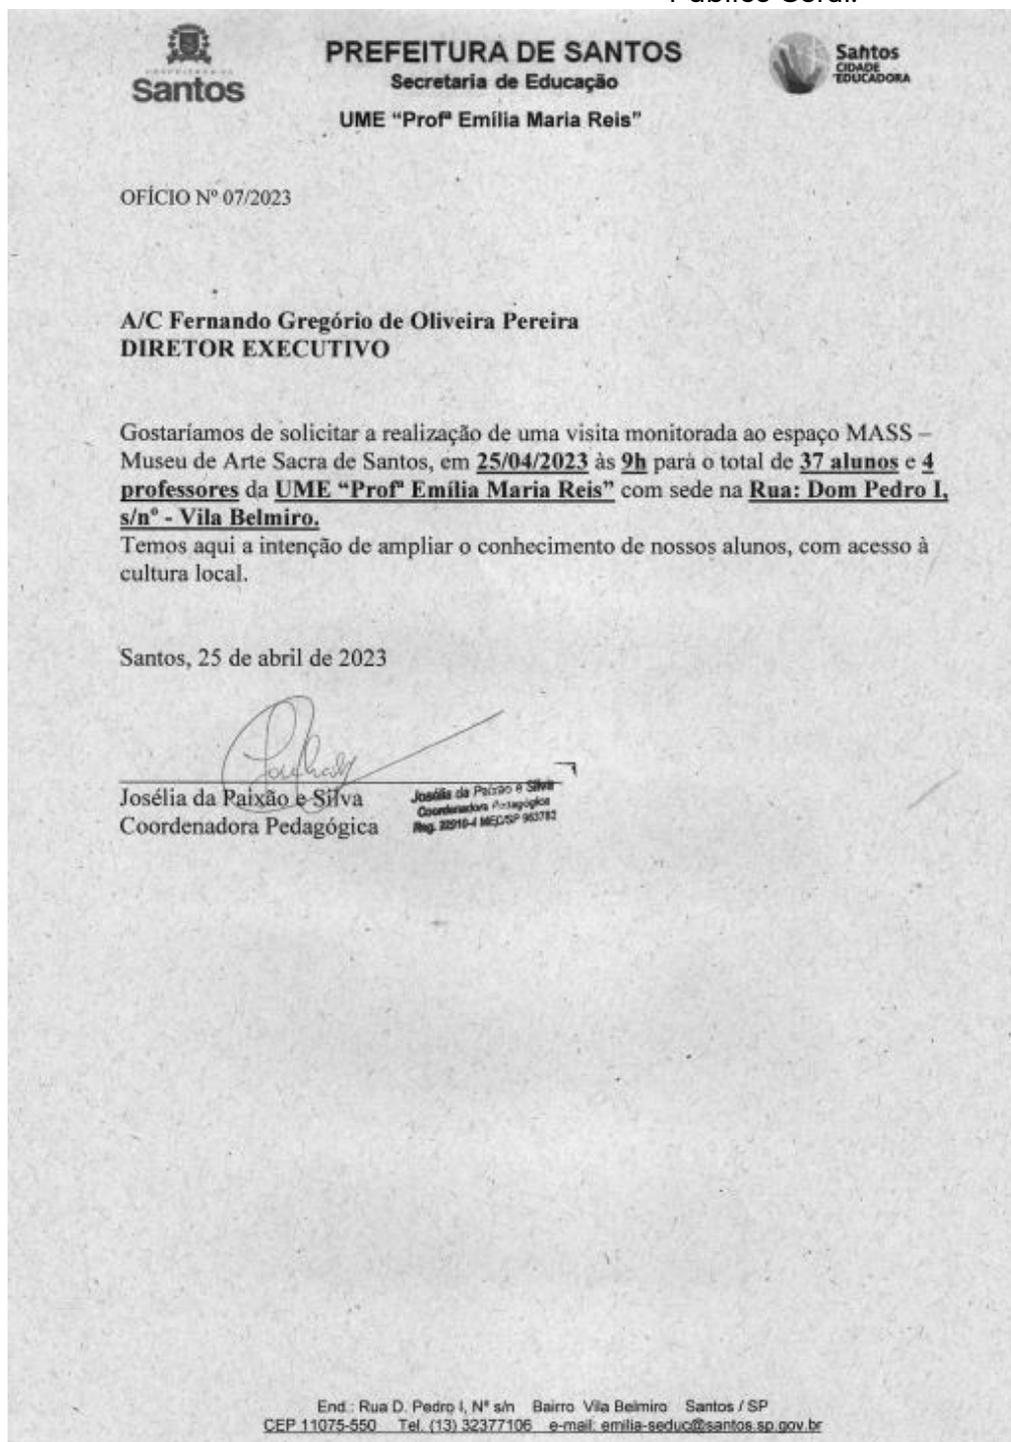 Público Geral.
Santos
PREFEITURA DE SANTOS
Secretaria de Educação
UME “Profª Emília Maria Reis”
Santos
CIDADE
EDUCADORA
OFÍCIO Nº 07/2023
A/C Fernando Gregório de Oliveira Pereira
DIRETOR EXECUTIVO
Gostaríamos de solicitar a realização de uma visita monitorada ao espaço MASS –
Museu de Arte Sacra de Santos, em 25/04/2023 às 9h para o total de 37 alunos e 4
professores da UME “Profª Emília Maria Reis” com sede na Rua: Dom Pedro I,
s/nº - Vila Belmiro.
Temos aqui a intenção de ampliar o conhecimento de nossos alunos, com acesso à
cultura local.
Santos, 25 de abril de 2023
Josélia da Paixão e Silva
Coordenadora Pedagógica
Josélia da Paixão e Silva
Coordenadora Pedagógica
Reg. MEC/SP
End.: Rua D. Pedro I, Nº s/n Bairro Vila Belmiro Santos / SP
CEP 11075-550 Tel. (13) 32377106 e-mail: emilia-seduc@santos.sp.gov.br